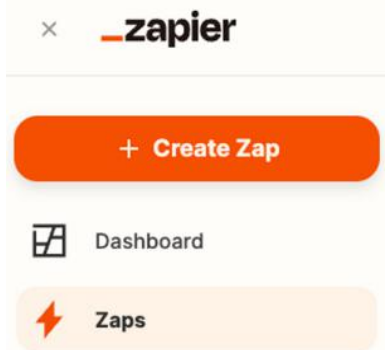 × _zapier
+ Create Zap
Dashboard
Zaps